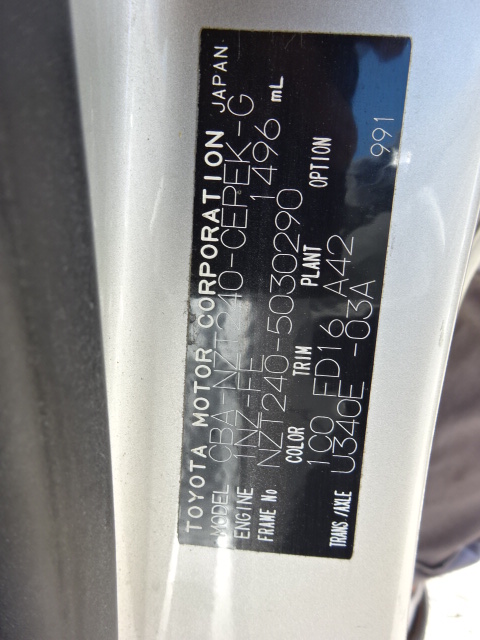 TOYOTA MOTOR CORPORATION JAPAN
MODEL CBA-NZT240-CEPEK-G
ENGINE 1NZ-FE 1496 mL
FRAME No NZT240-5030290
COLOR TRIM PLANT OPTION
1C0 FD16 A42 991
TRANS/AXLE U340E -03A